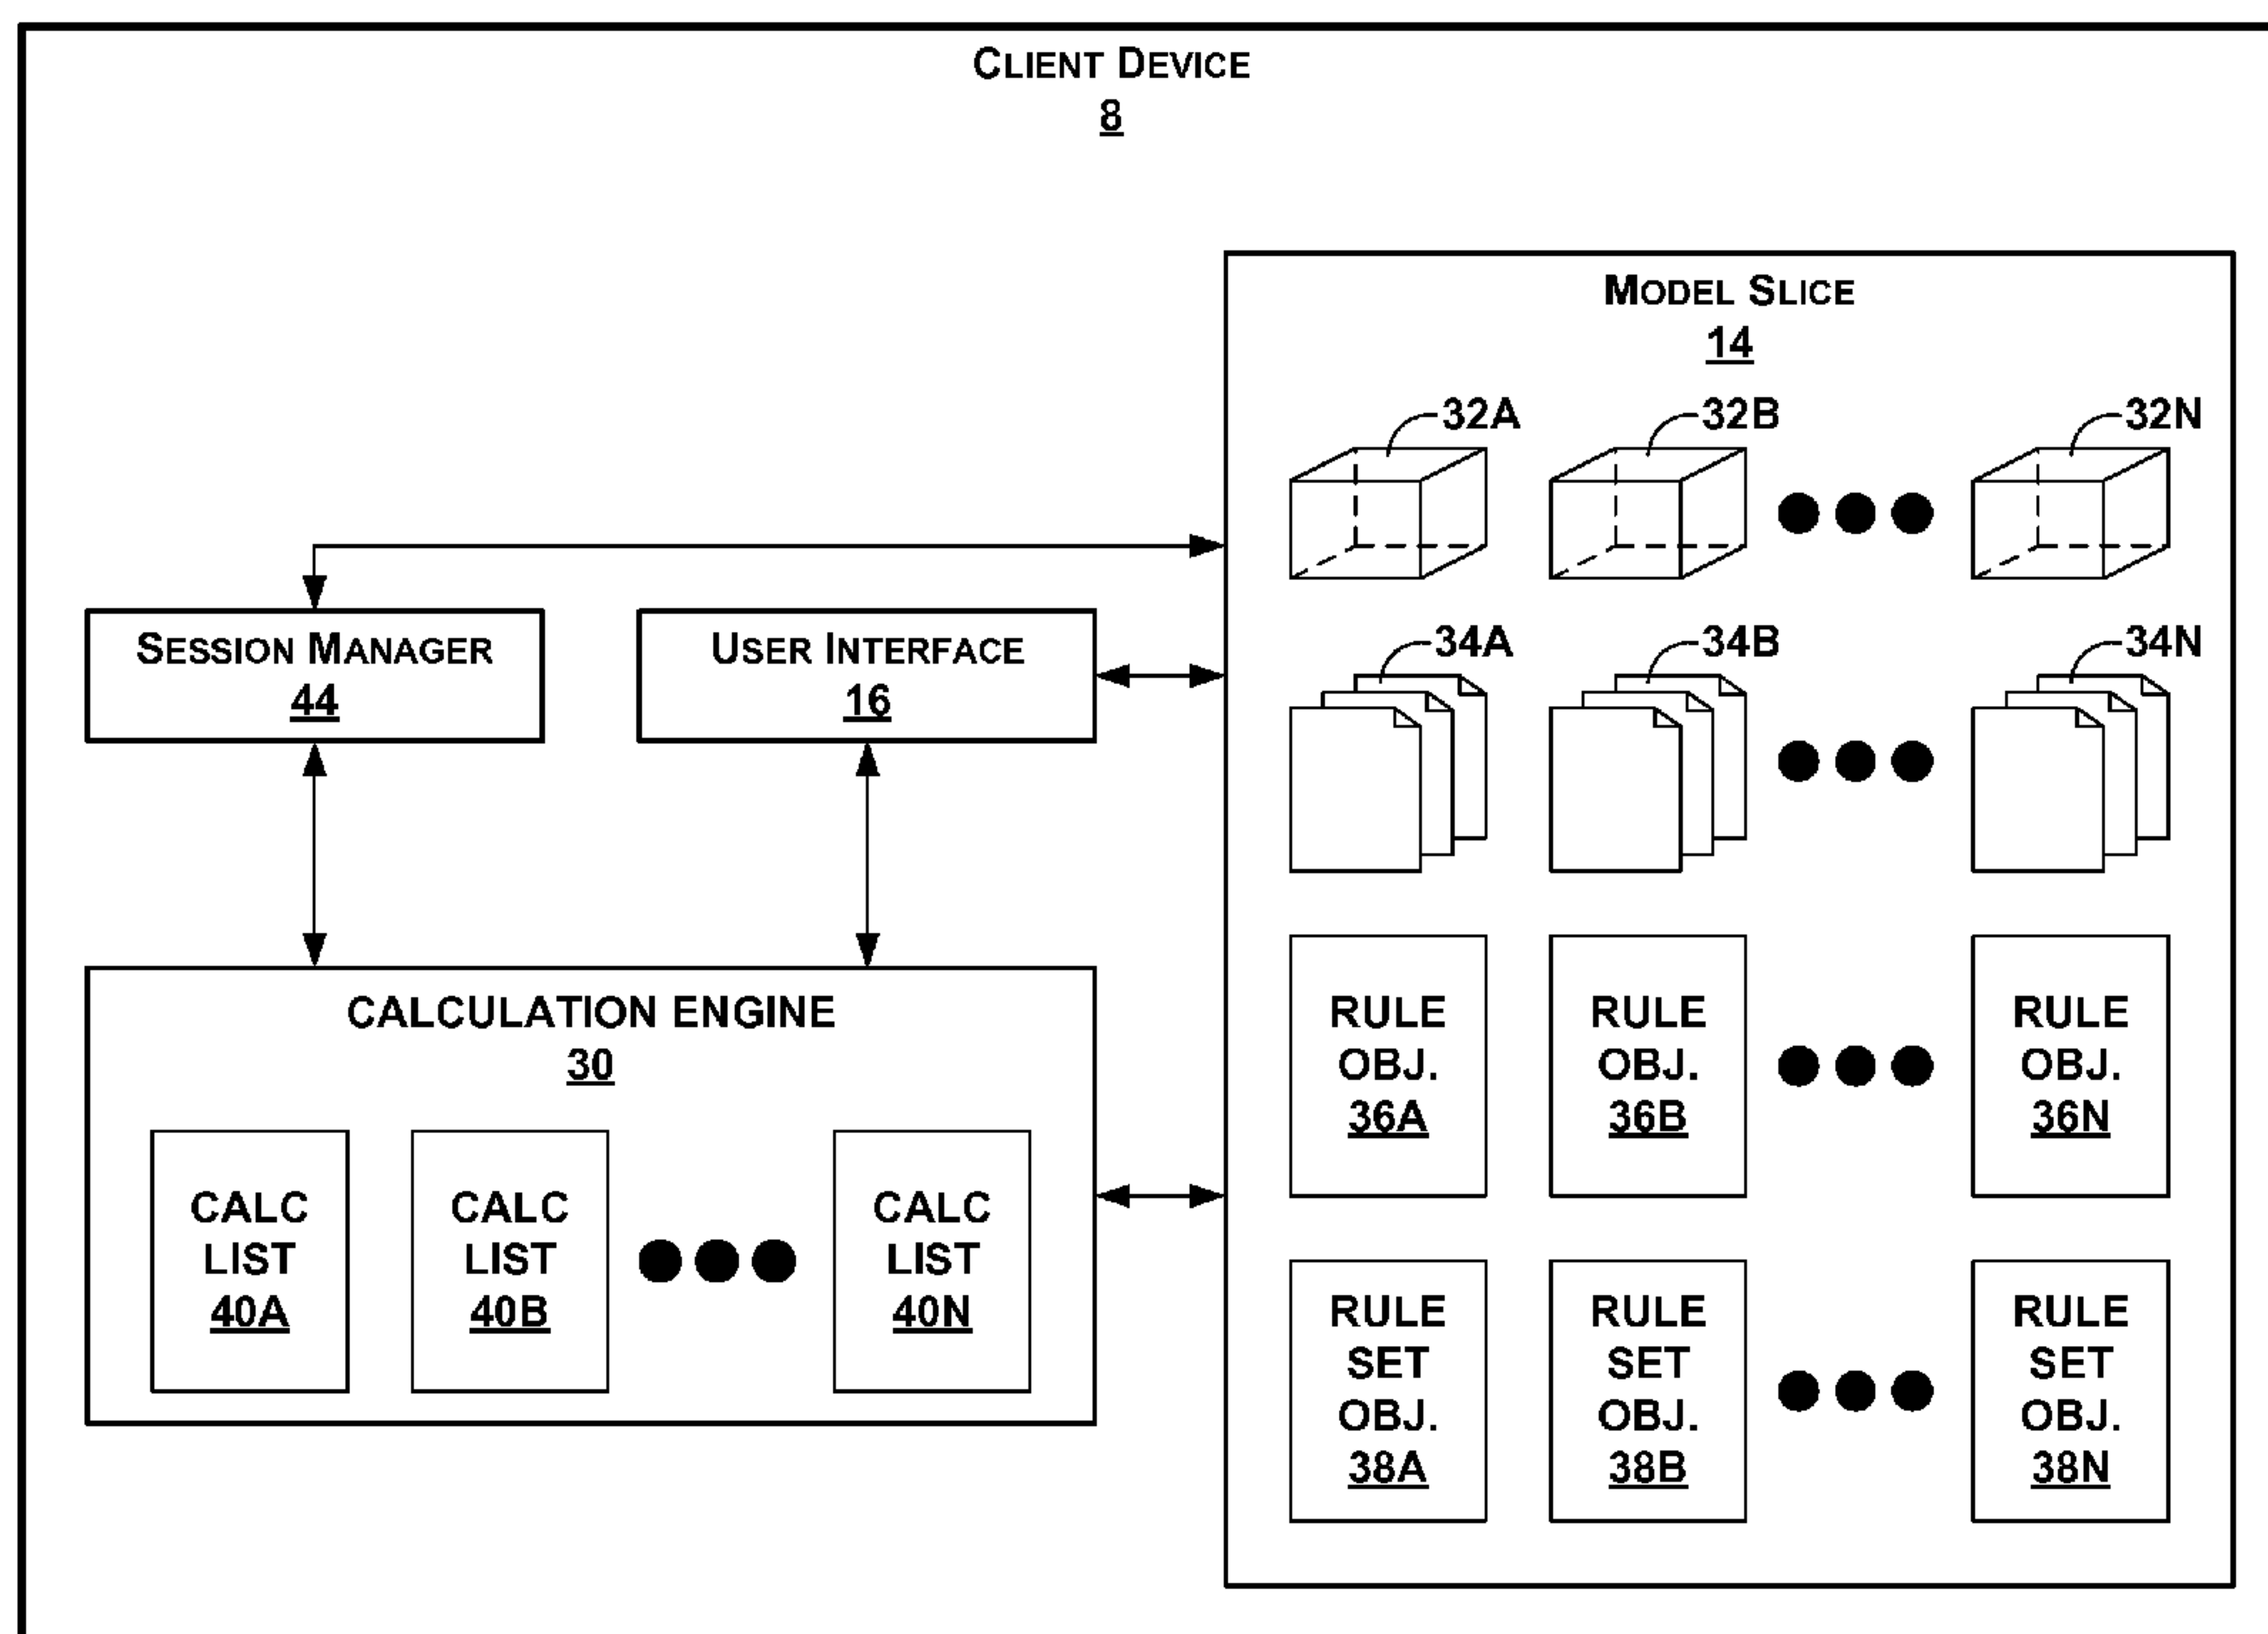 CLIENT DEVICE
8
MODEL SLICE
14
32A
32B
32N
34A
34B
34N
SESSION MANAGER
44
USER INTERFACE
16
CALCULATION ENGINE
30
CALC
LIST
40A
CALC
LIST
40B
CALC
LIST
40N
RULE
OBJ.
36A
RULE
OBJ.
36B
RULE
OBJ.
36N
RULE
SET
OBJ.
38A
RULE
SET
OBJ.
38B
RULE
SET
OBJ.
38N